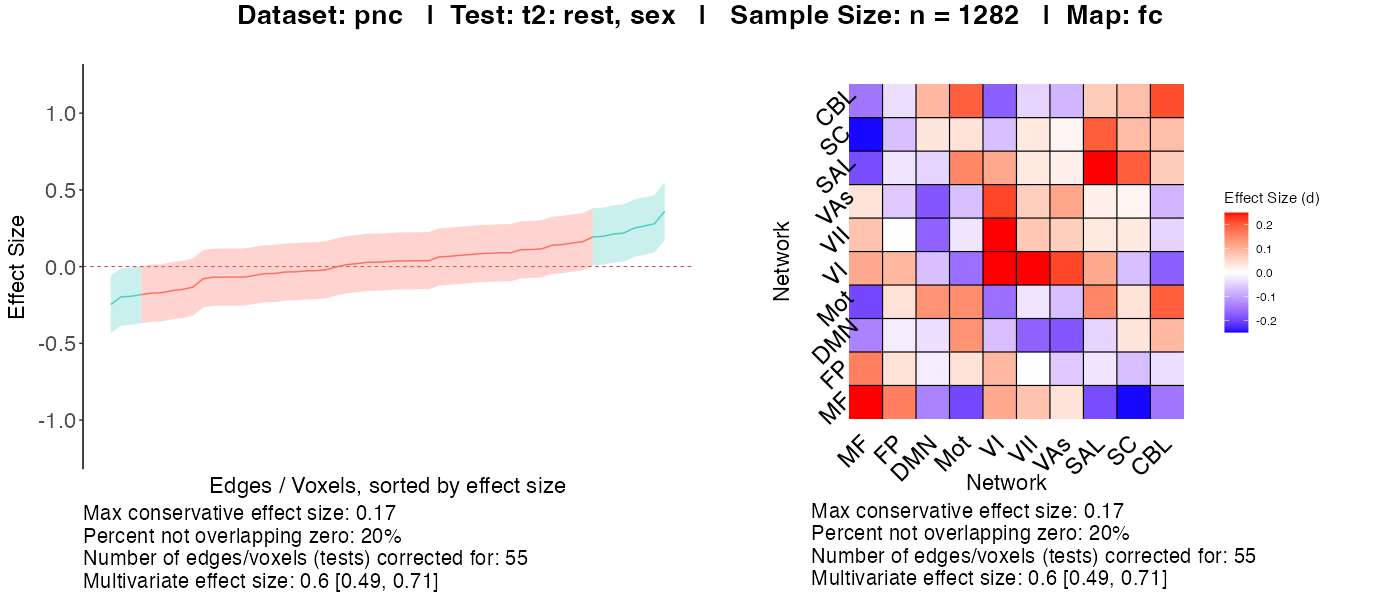 Dataset: pnc   |   Test: t2: rest, sex   |   Sample Size: n = 1282   |   Map: fc
1.0
0.5
0.0
-0.5
-1.0
Effect Size
Edges / Voxels, sorted by effect size
Max conservative effect size: 0.17
Percent not overlapping zero: 20%
Number of edges/voxels (tests) corrected for: 55
Multivariate effect size: 0.6 [0.49, 0.71]
Network
CBL
SC
SAL
VAs
VII
VI
Mot
DMN
FP
MF
MF
FP
DMN
Mot
VI
VII
VAs
SAL
SC
CBL
Network
Effect Size (d)
0.2
0.1
0.0
-0.1
-0.2
Max conservative effect size: 0.17
Percent not overlapping zero: 20%
Number of edges/voxels (tests) corrected for: 55
Multivariate effect size: 0.6 [0.49, 0.71]